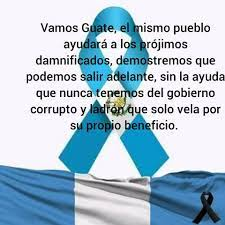 Vamos Guate, el mismo pueblo
ayudará a los prójimos
damnificados, demostremos que
podemos salir adelante, sin la ayuda
que nunca tenemos del gobierno
corrupto y ladrón que solo vela por
su propio beneficio.